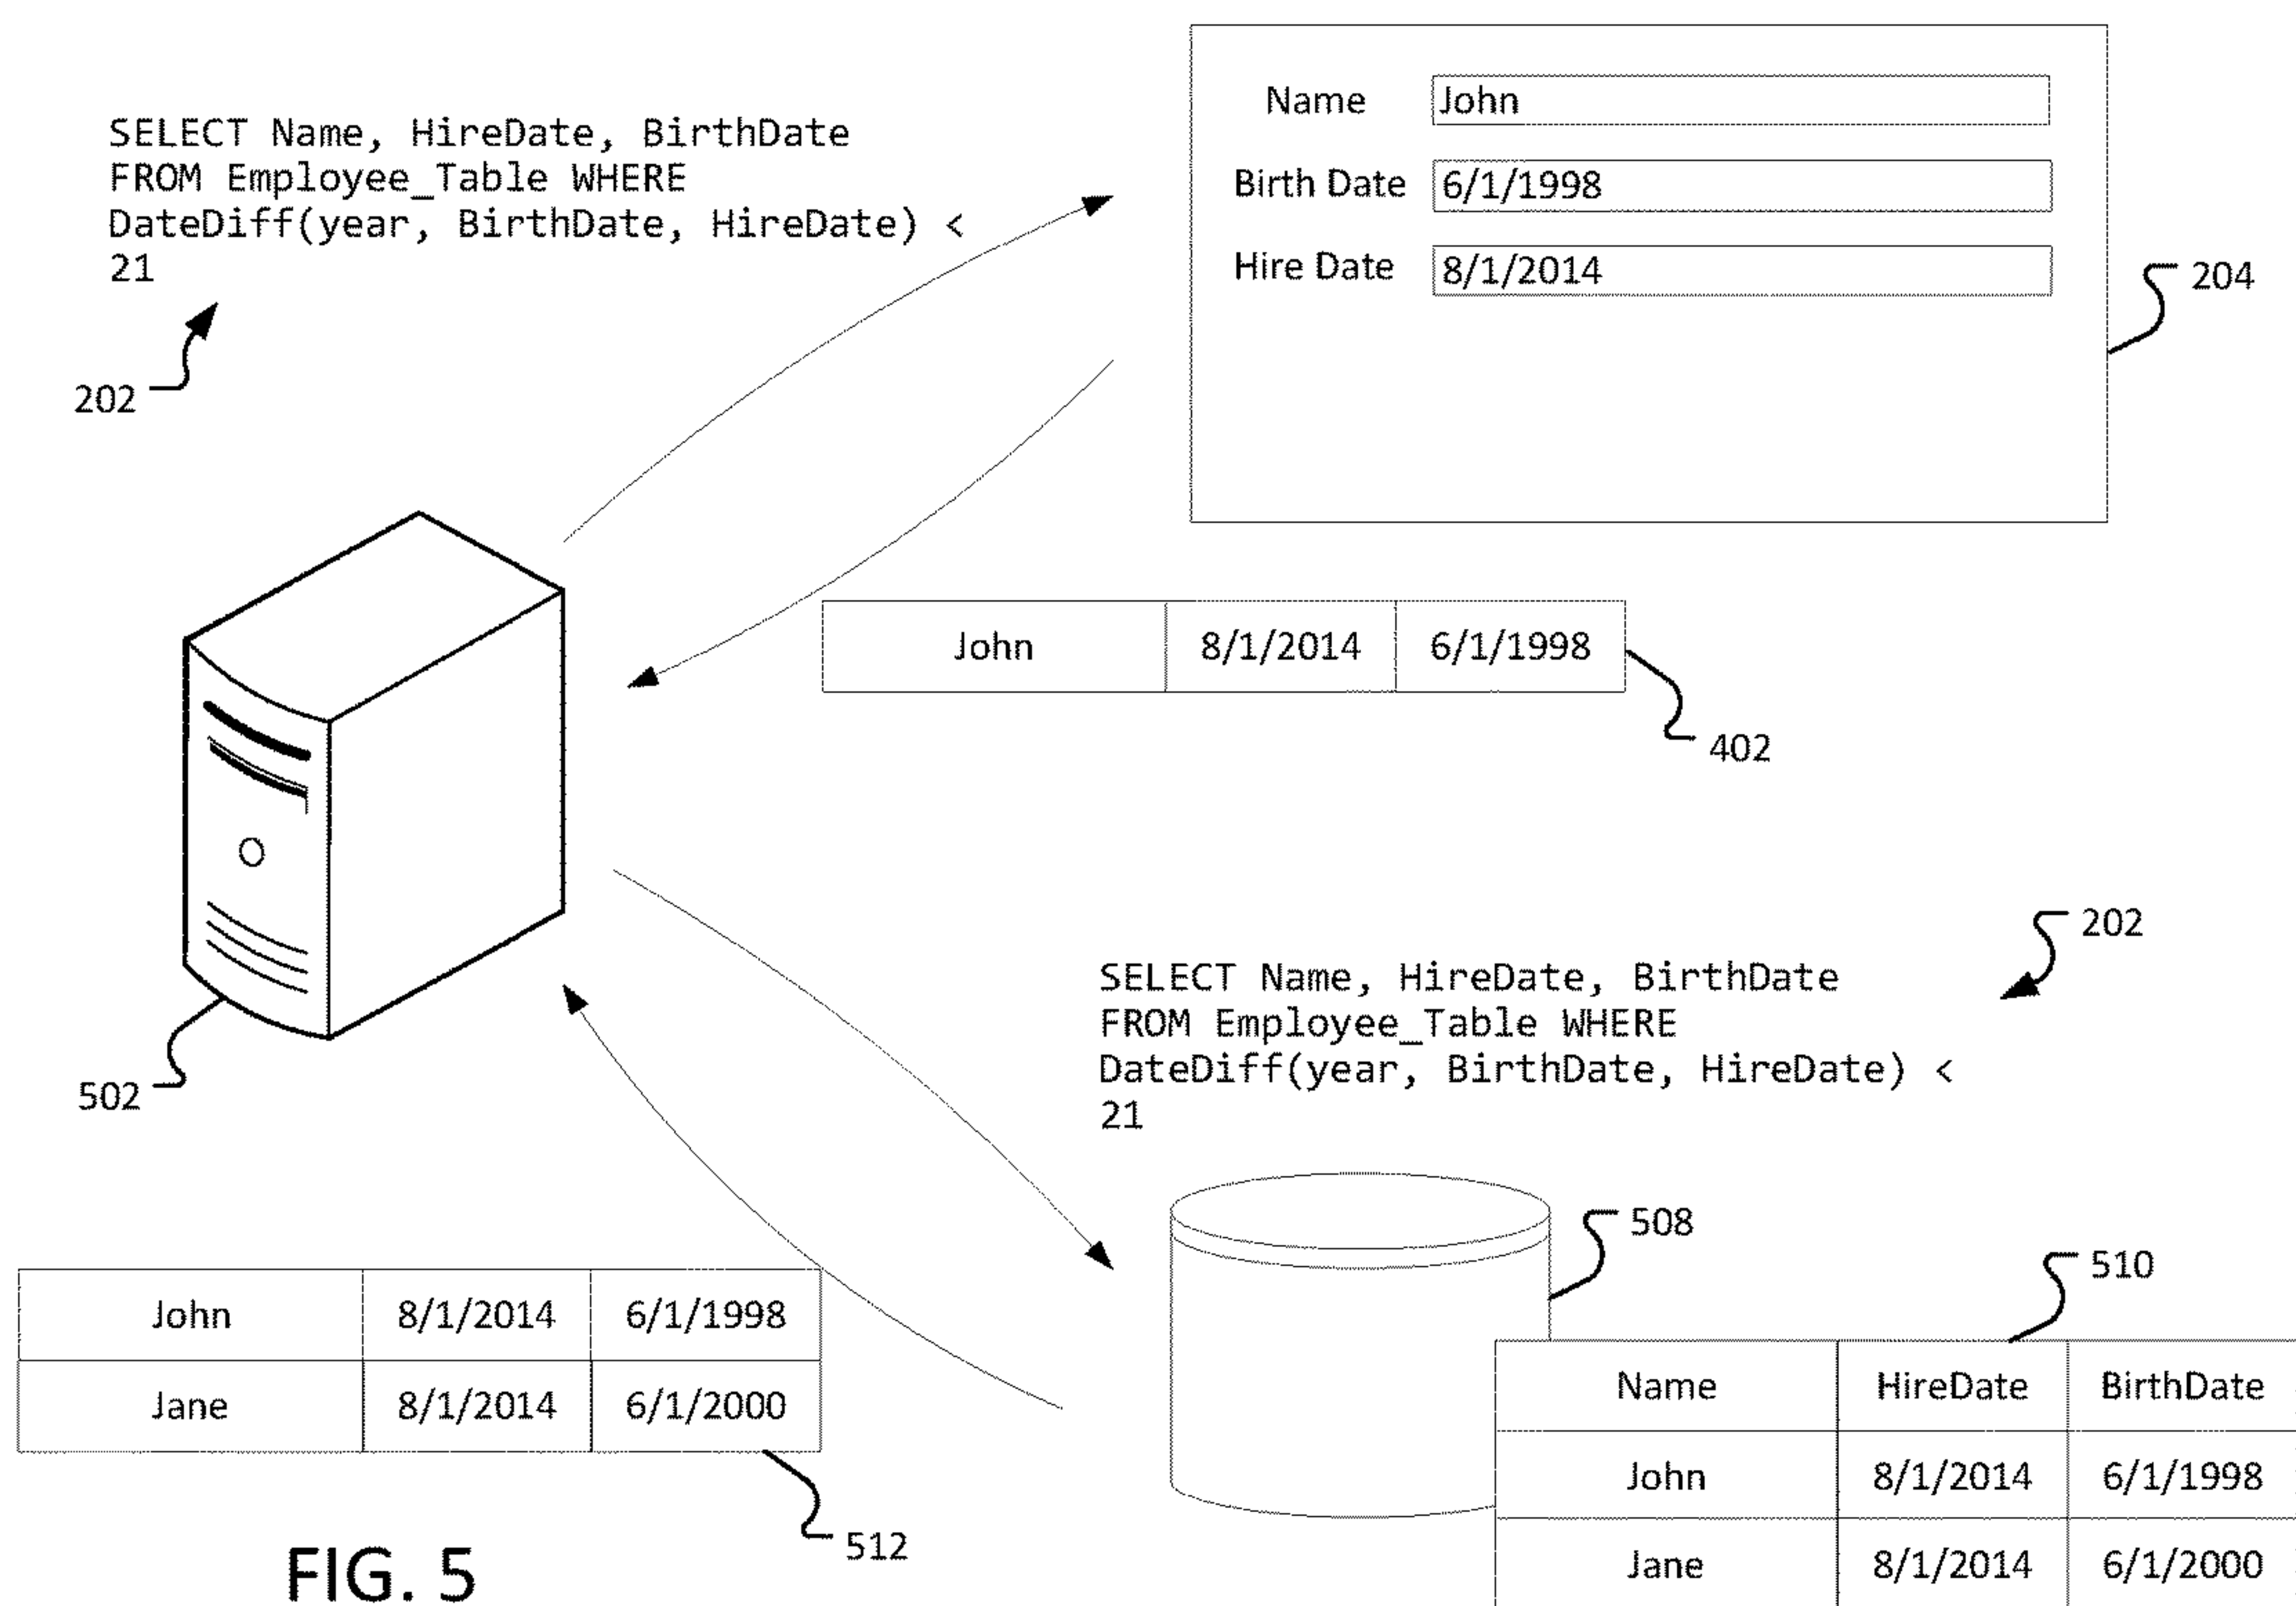 SELECT Name, HireDate, BirthDate
FROM Employee_Table WHERE
DateDiff(year, BirthDate, HireDate) <
21
202
Name John
Birth Date 6/1/1998
Hire Date 8/1/2014
204
John 8/1/2014 6/1/1998
402
502
202
SELECT Name, HireDate, BirthDate
FROM Employee_Table WHERE
DateDiff(year, BirthDate, HireDate) <
21
508
510
Name HireDate BirthDate
John 8/1/2014 6/1/1998
Jane 8/1/2014 6/1/2000
John 8/1/2014 6/1/1998
Jane 8/1/2014 6/1/2000
512
FIG. 5